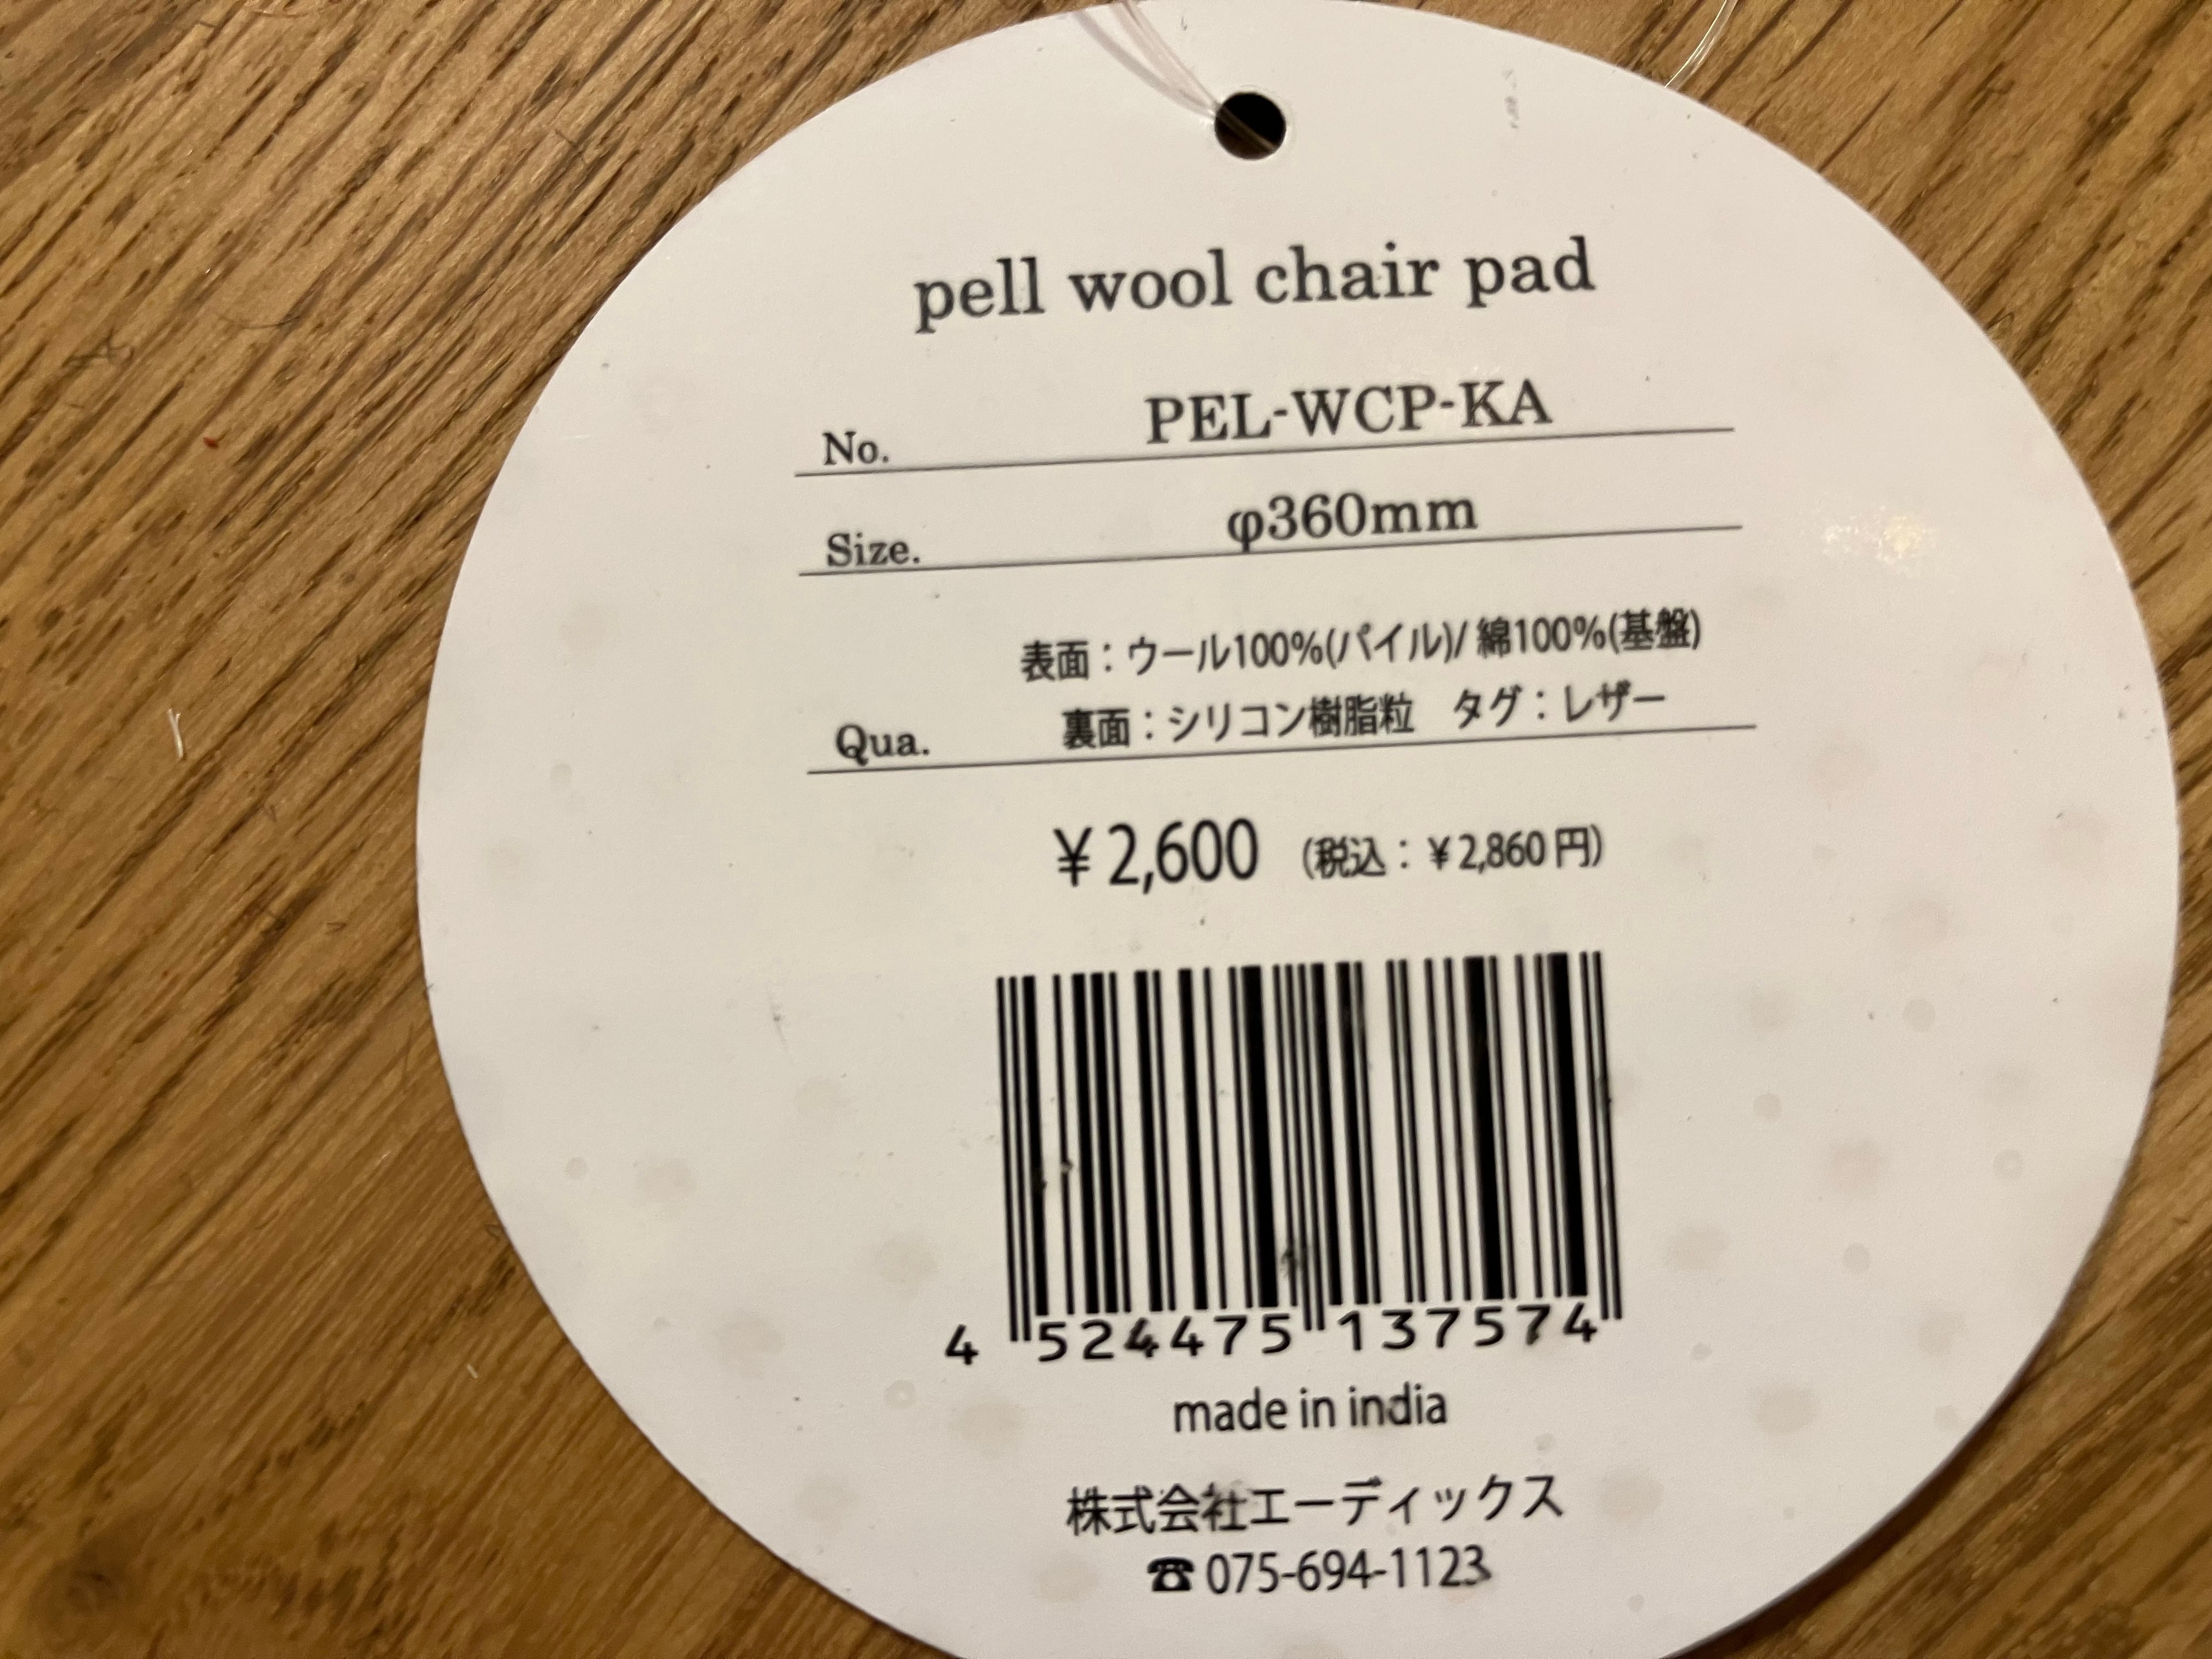 pell wool chair pad
No. PEL-WCP-KA
Size. φ360mm
表面：ウール100%(パイル)/ 綿100%(基盤)
Qua. 裏面：シリコン樹脂粒　タグ：レザー
￥2,600 (税込：￥2,860円)
4 524475 137574
made in india
株式会社エーディックス
☎075-694-1123